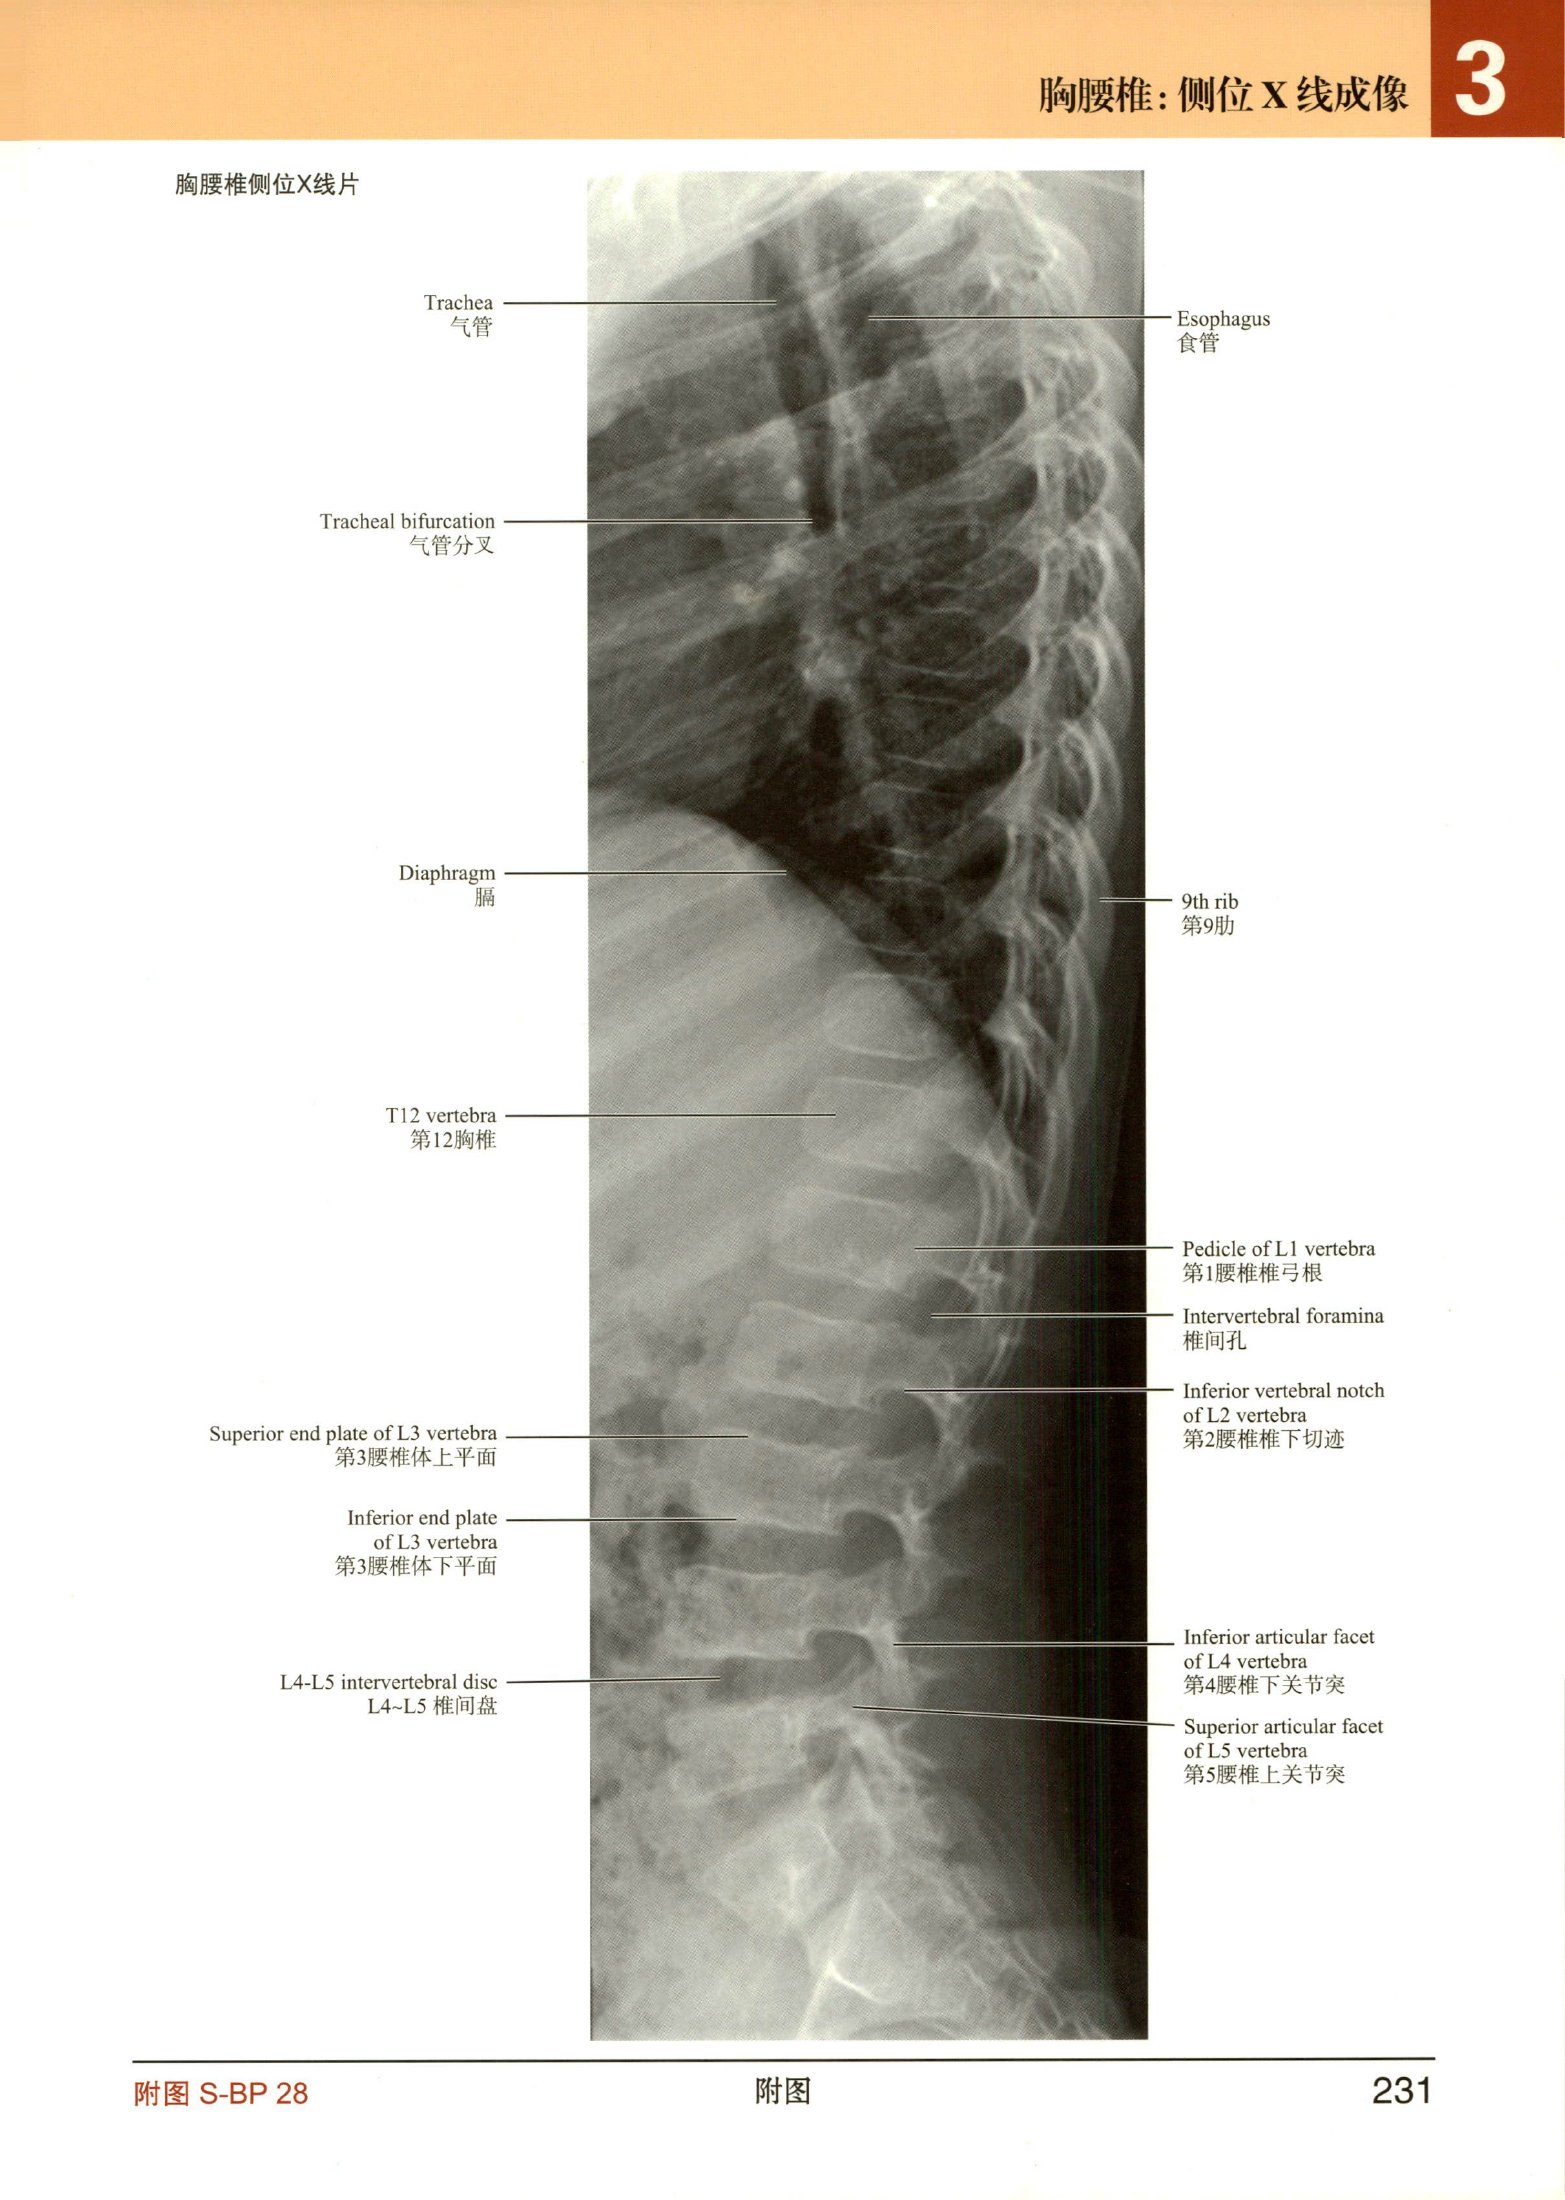 胸腰椎：侧位 X 线成像
3
胸腰椎侧位X线片
Trachea
气管
Esophagus
食管
Tracheal bifurcation
气管分叉
Diaphragm
膈
9th rib
第9肋
T12 vertebra
第12胸椎
Pedicle of L1 vertebra
第1腰椎椎弓根
Intervertebral foramina
椎间孔
Inferior vertebral notch
of L2 vertebra
第2腰椎椎下切迹
Superior end plate of L3 vertebra
第3腰椎体上平面
Inferior end plate
of L3 vertebra
第3腰椎体下平面
Inferior articular facet
of L4 vertebra
第4腰椎下关节突
L4-L5 intervertebral disc
L4~L5 椎间盘
Superior articular facet
of L5 vertebra
第5腰椎上关节突
附图 S-BP 28
附图
231